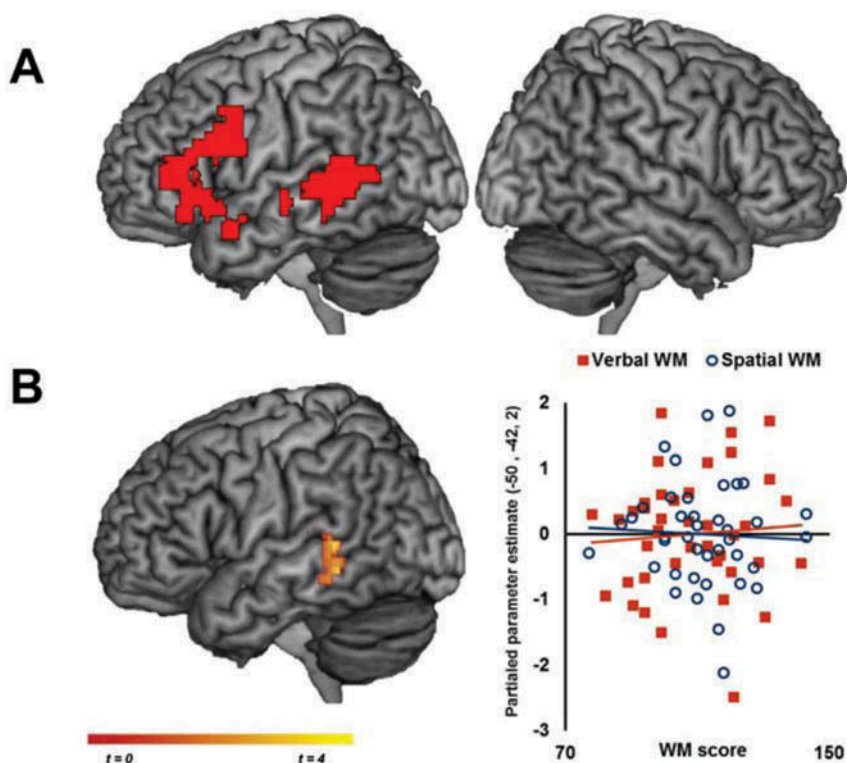 A
Verbal WM
Spatial WM
B
2
1
0
-1
-2
-3
Partialed parameter estimate (-50 , -42, 2)
70
WM score
150
t = 0
t = 4